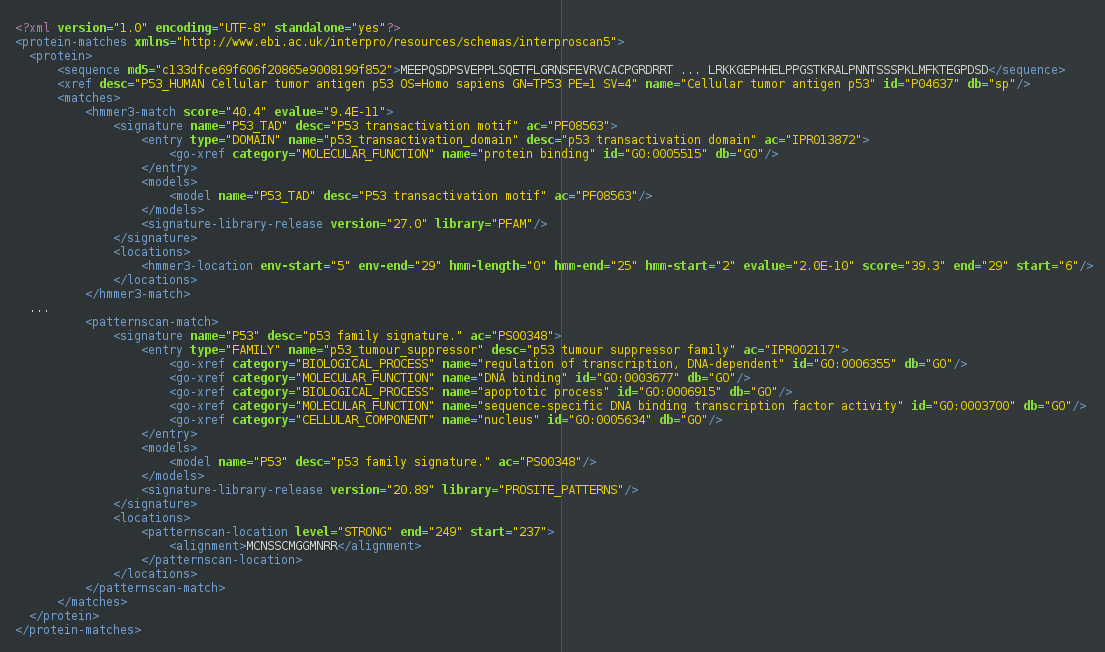 <?xml version="1.0" encoding="UTF-8" standalone="yes"?>
<protein-matches xmlns="http://www.ebi.ac.uk/interpro/resources/schemas/interproscan5">
<protein>
<sequence md5="c133dfce69f606f20865e9008199f852">MEEPQSDPSVEPPLSQETFLGRNSFEVRVCACPGRDRRT ... LRKKGEPHHELPPGSTKRALPNNTSSSPKLMFKTEGPDSD</sequence>
<xref desc="P53_HUMAN Cellular tumor antigen p53 OS=Homo sapiens GN=TP53 PE=1 SV=4" name="Cellular tumor antigen p53" id="P04637" db="sp"/>
<matches>
<hmmer3-match score="40.4" evalue="9.4E-11">
<signature name="P53_TAD" desc="P53 transactivation motif" ac="PF08563">
<entry type="DOMAIN" name="p53_transactivation_domain" desc="p53 transactivation domain" ac="IPR013872">
<go-xref category="MOLECULAR_FUNCTION" name="protein binding" id="GO:0005515" db="GO"/>
</entry>
<models>
<model name="P53_TAD" desc="P53 transactivation motif" ac="PF08563"/>
</models>
<signature-library-release version="27.0" library="PFAM"/>
</signature>
<locations>
<hmmer3-location env-start="5" env-end="29" hmm-length="0" hmm-end="25" hmm-start="2" evalue="2.0E-10" score="39.3" end="29" start="6"/>
</locations>
</hmmer3-match>
...
<patternscan-match>
<signature name="P53" desc="p53 family signature." ac="PS00348">
<entry type="FAMILY" name="p53_tumour_suppressor" desc="p53 tumour suppressor family" ac="IPR002117">
<go-xref category="BIOLOGICAL_PROCESS" name="regulation of transcription, DNA-dependent" id="GO:0006355" db="GO"/>
<go-xref category="MOLECULAR_FUNCTION" name="DNA binding" id="GO:0003677" db="GO"/>
<go-xref category="BIOLOGICAL_PROCESS" name="apoptotic process" id="GO:0006915" db="GO"/>
<go-xref category="MOLECULAR_FUNCTION" name="sequence-specific DNA binding transcription factor activity" id="GO:0003700" db="GO"/>
<go-xref category="CELLULAR_COMPONENT" name="nucleus" id="GO:0005634" db="GO"/>
</entry>
<models>
<model name="P53" desc="p53 family signature." ac="PS00348"/>
</models>
<signature-library-release version="20.89" library="PROSITE_PATTERNS"/>
</signature>
<locations>
<patternscan-location level="STRONG" end="249" start="237">
<alignment>MCNSSCMGGMNRR</alignment>
</patternscan-location>
</locations>
</patternscan-match>
</matches>
</protein>
</protein-matches>